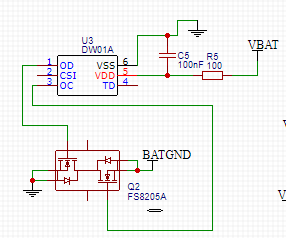 U3
DW01A
1 OD VSS 6
2 CSI VDD 5
3 OC TD 4
C5
100nF
R5
100
VBAT
BATGND
Q2
FS8205A